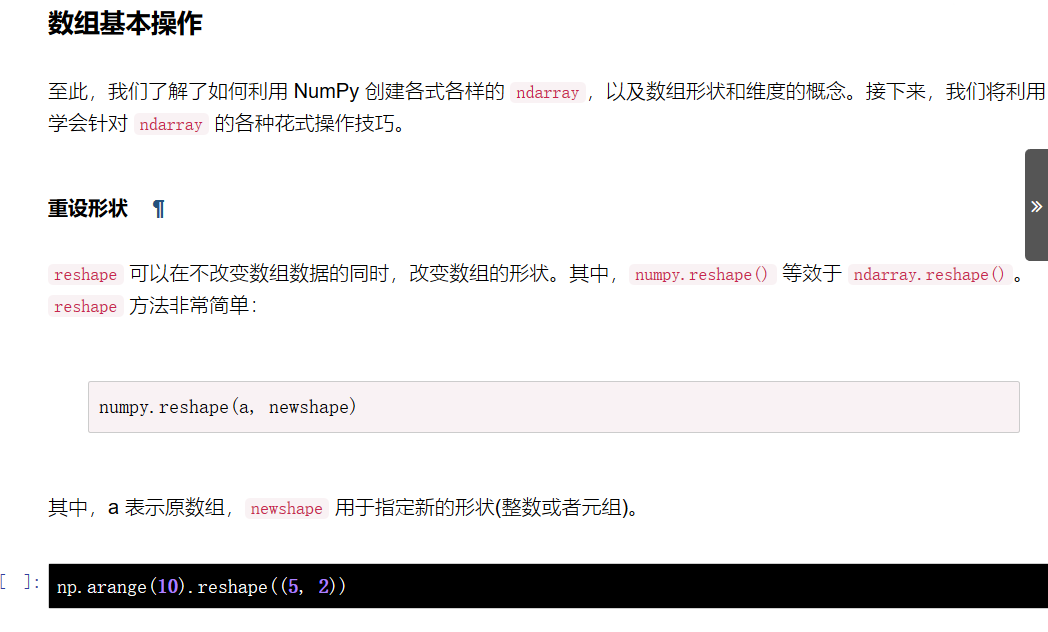 数组基本操作
至此，我们了解了如何利用 NumPy 创建各式各样的 ndarray，以及数组形状和维度的概念。接下来，我们将利用
学会针对 ndarray 的各种花式操作技巧。
重设形状 ¶
»
reshape 可以在不改变数组数据的同时，改变数组的形状。其中，numpy.reshape() 等效于 ndarray.reshape()。
reshape 方法非常简单：
numpy.reshape(a, newshape)
其中，a 表示原数组，newshape 用于指定新的形状(整数或者元组)。
[ ]: np.arange(10).reshape((5, 2))